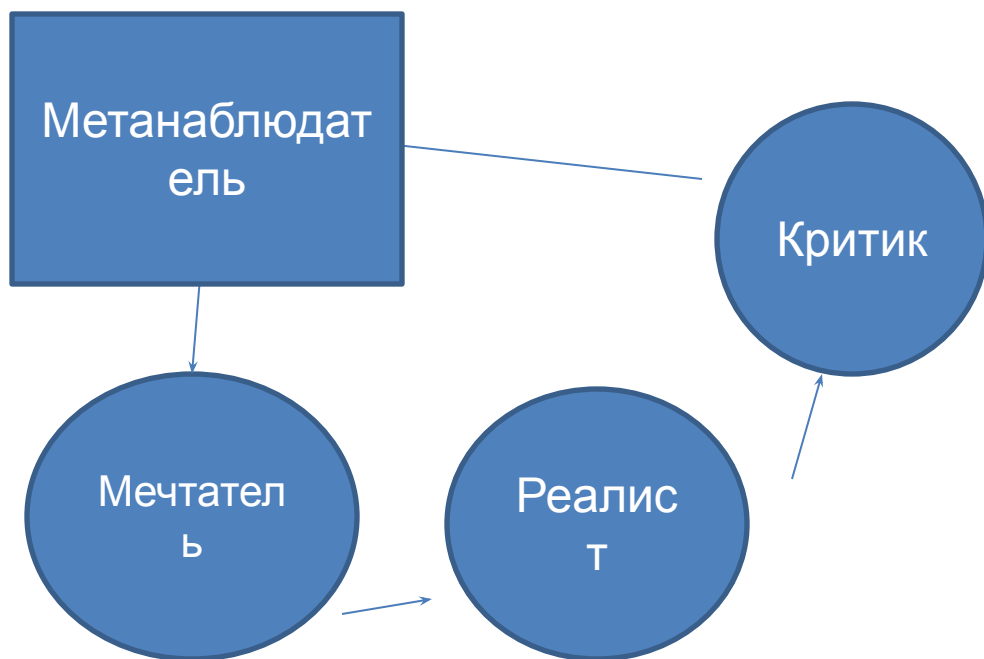 Метанаблюдат
ель
Критик
Мечтател
ь
Реалис
т